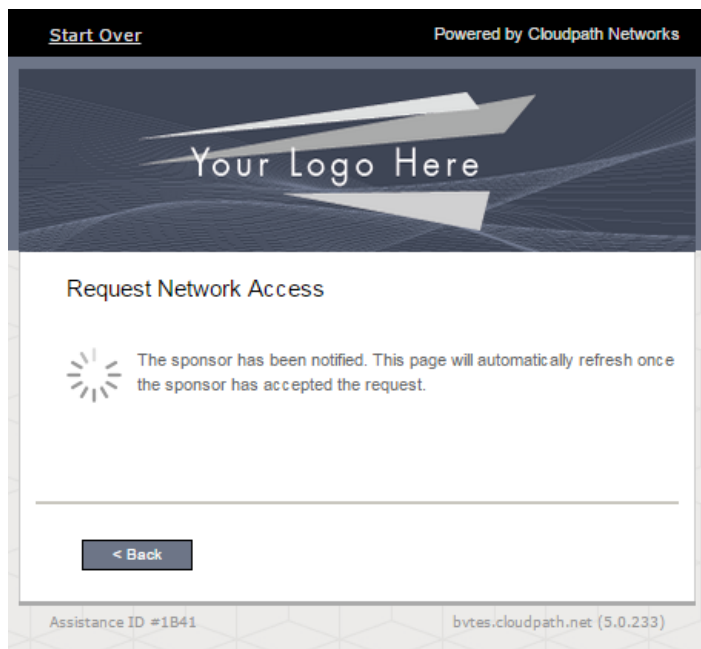 Start Over
Powered by Cloudpath Networks
Your Logo Here
Request Network Access
The sponsor has been notified. This page will automatically refresh once
the sponsor has accepted the request.
< Back
Assistance ID #1B41
bvtes.cloudpath.net (5.0.233)